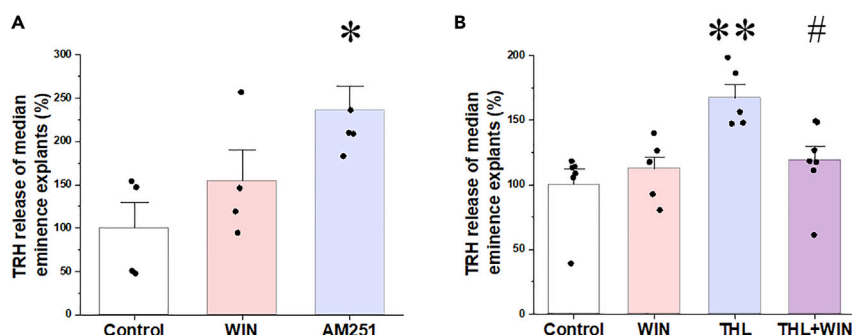 A
*
TRH release of median
eminence explants (%)
300
250
200
150
100
50
0
Control WIN AM251
B
** #
TRH release of median
eminence explants (%)
200
150
100
50
0
Control WIN THL THL+WIN